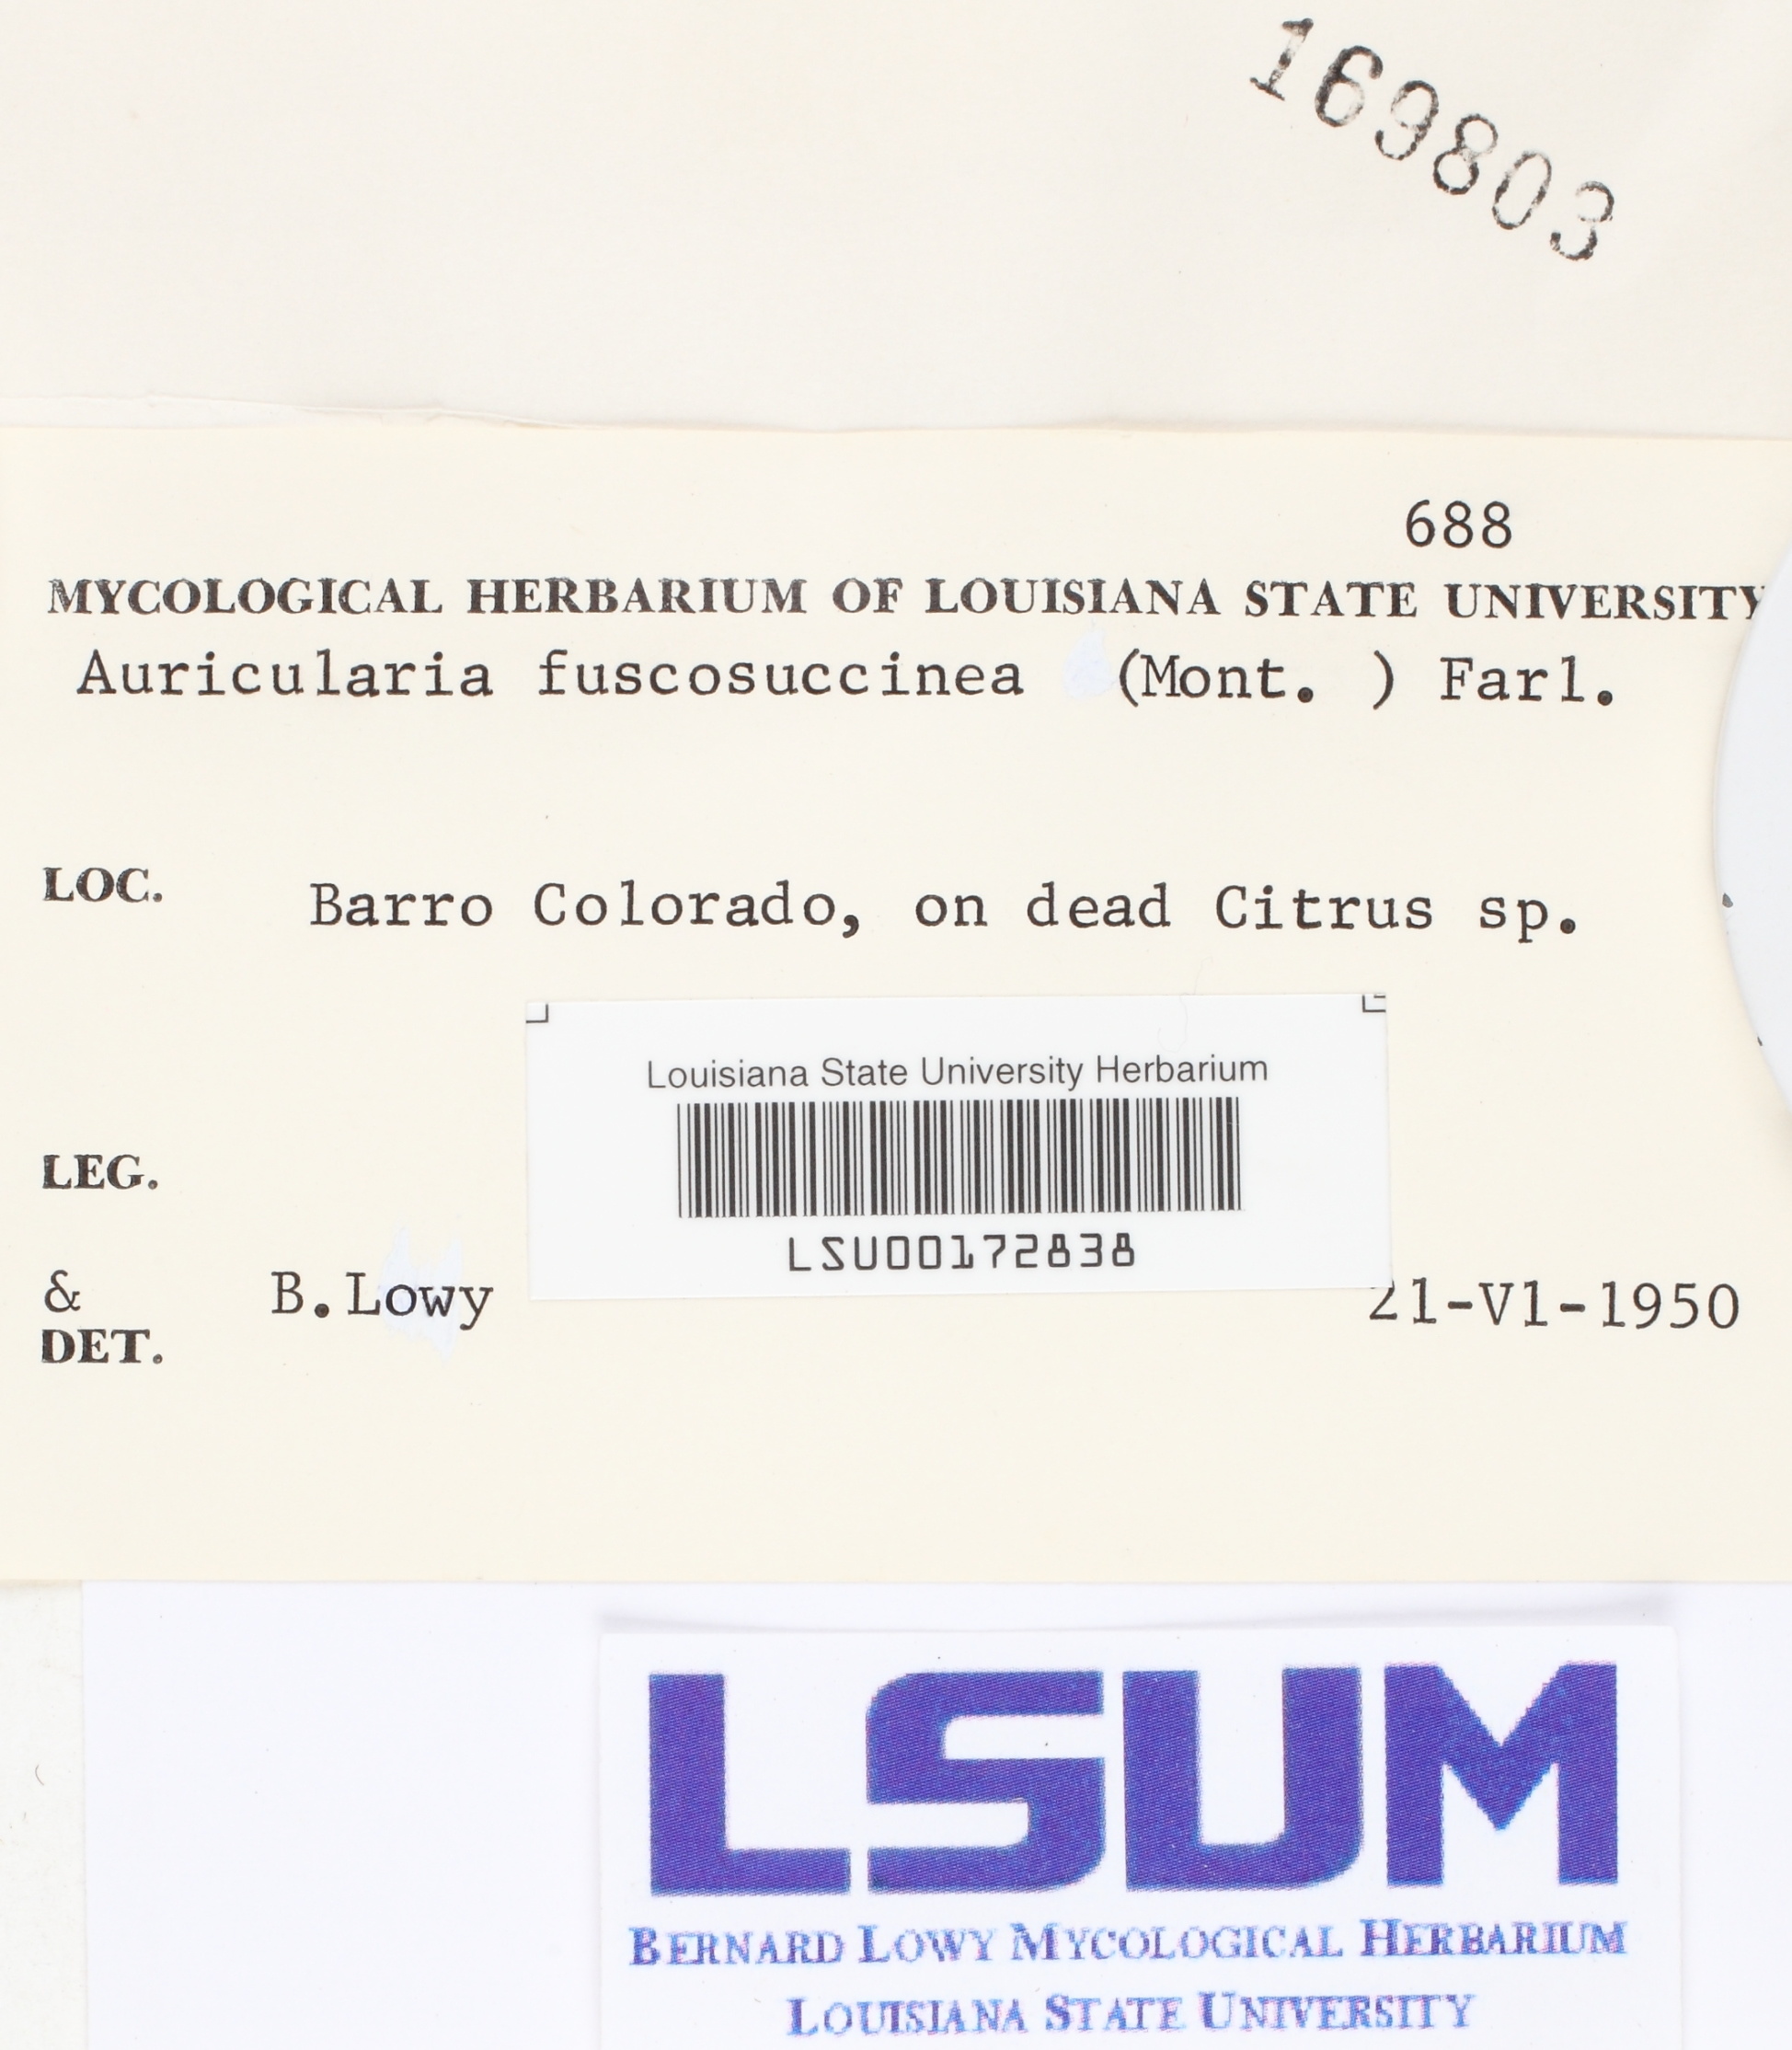 169803
688
MYCOLOGICAL HERBARIUM OF LOUISIANA STATE UNIVERSITY
Auricularia fuscosuccinea (Mont. ) Farl.
LOC. Barro Colorado, on dead Citrus sp.
Louisiana State University Herbarium
LSU00172838
LEG.
& B.Lowy 21-V1-1950
DET.
LSUM
BERNARD LOWY MYCOLOGICAL HERBARIUM
LOUISIANA STATE UNIVERSITY